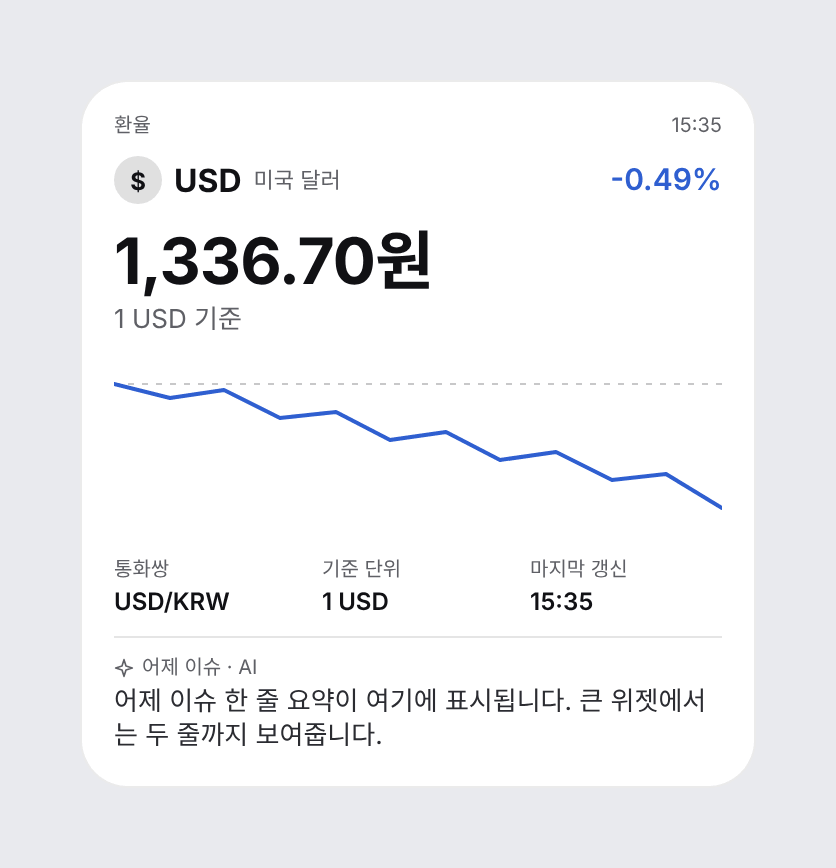 환율 15:35
$ USD 미국 달러 -0.49%
1,336.70원
1 USD 기준
통화쌍 기준 단위 마지막 갱신
USD/KRW 1 USD 15:35
어제 이슈 · AI
어제 이슈 한 줄 요약이 여기에 표시됩니다. 큰 위젯에서
는 두 줄까지 보여줍니다.